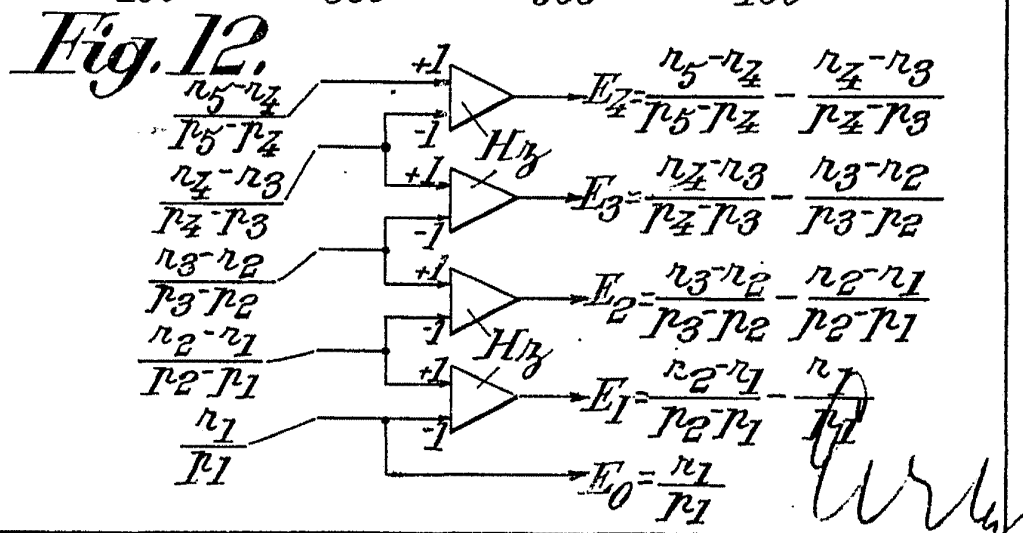 Fig. 12.
r5-r4 / p5-p4
r4-r3 / p4-p3
r3-r2 / p3-p2
r2-r1 / p2-p1
r1 / p1
+1
-1
+1
-1
+1
-1
+1
-1
Hz
Hz
E4= r5-r4 / p5-p4 - r4-r3 / p4-p3
E3= r4-r3 / p4-p3 - r3-r2 / p3-p2
E2= r3-r2 / p3-p2 - r2-r1 / p2-p1
E1= r2-r1 / p2-p1 - r1 / p1
E0= r1 / p1